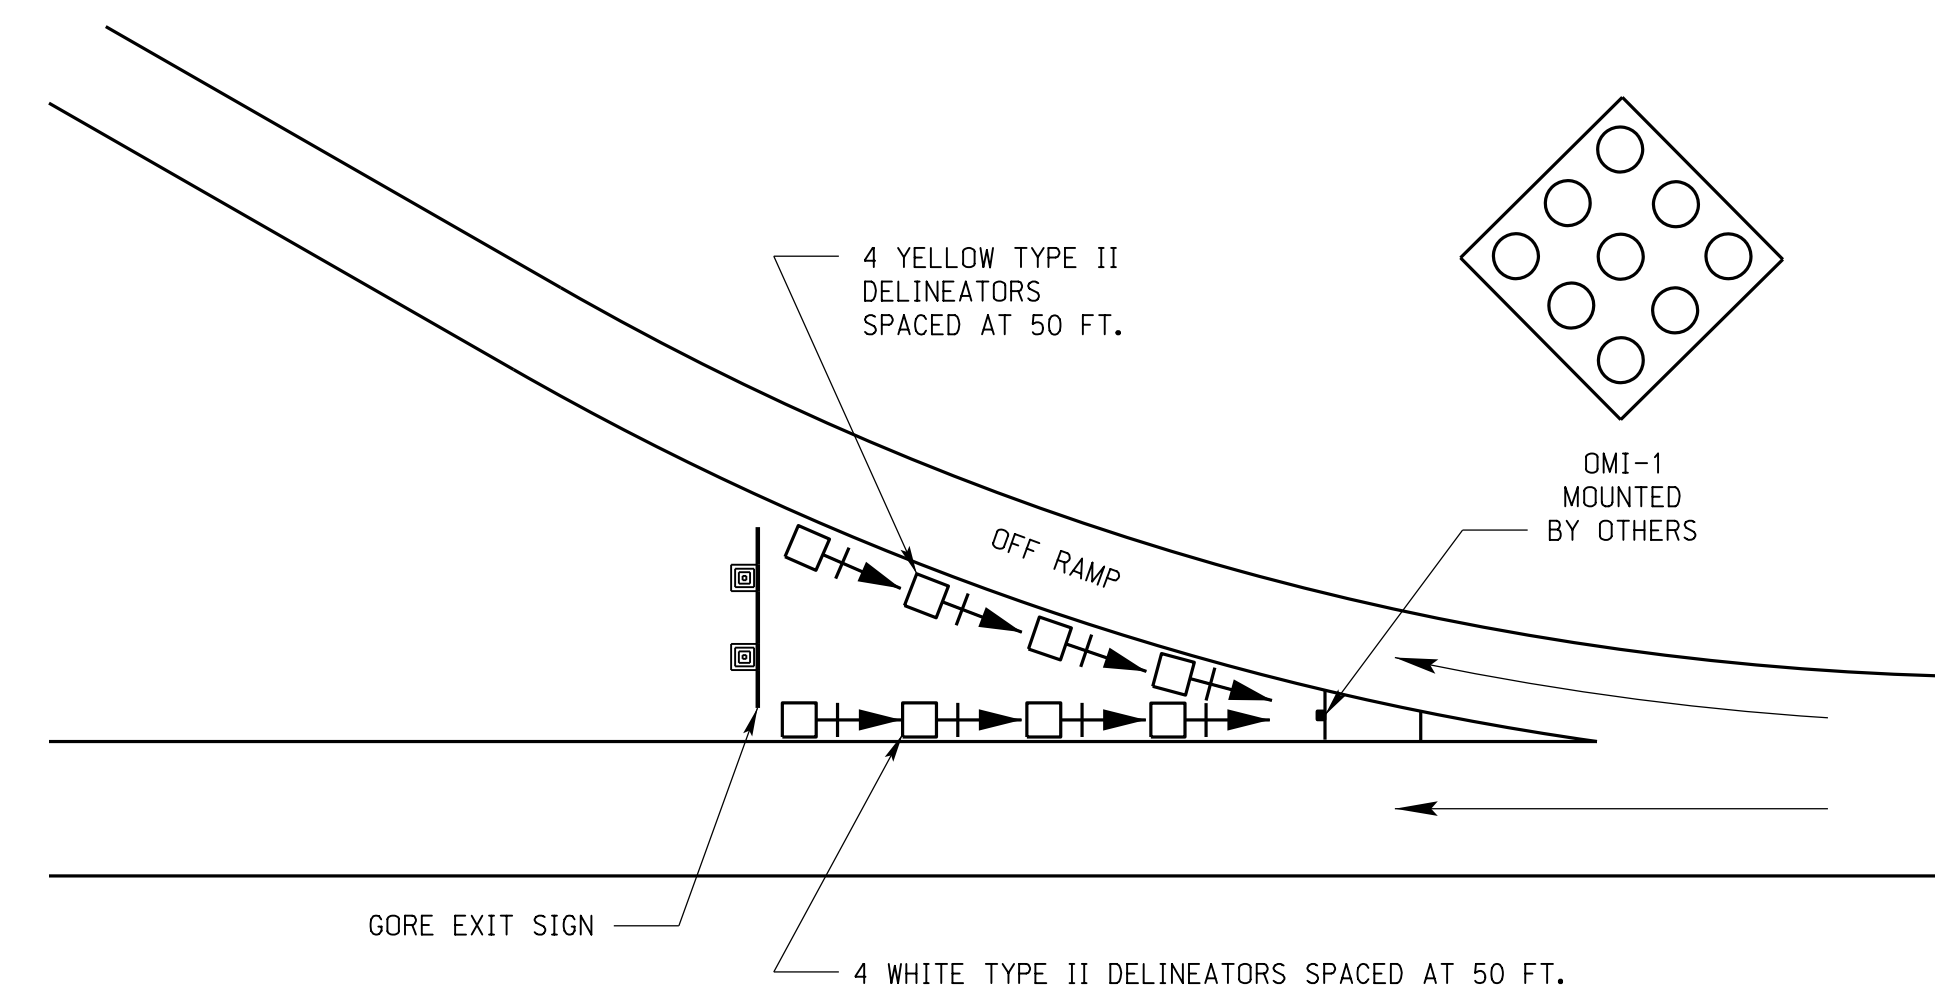 4 YELLOW TYPE II
DELINEATORS
SPACED AT 50 FT.
OMI-1
MOUNTED
BY OTHERS
OFF RAMP
GORE EXIT SIGN
4 WHITE TYPE II DELINEATORS SPACED AT 50 FT.